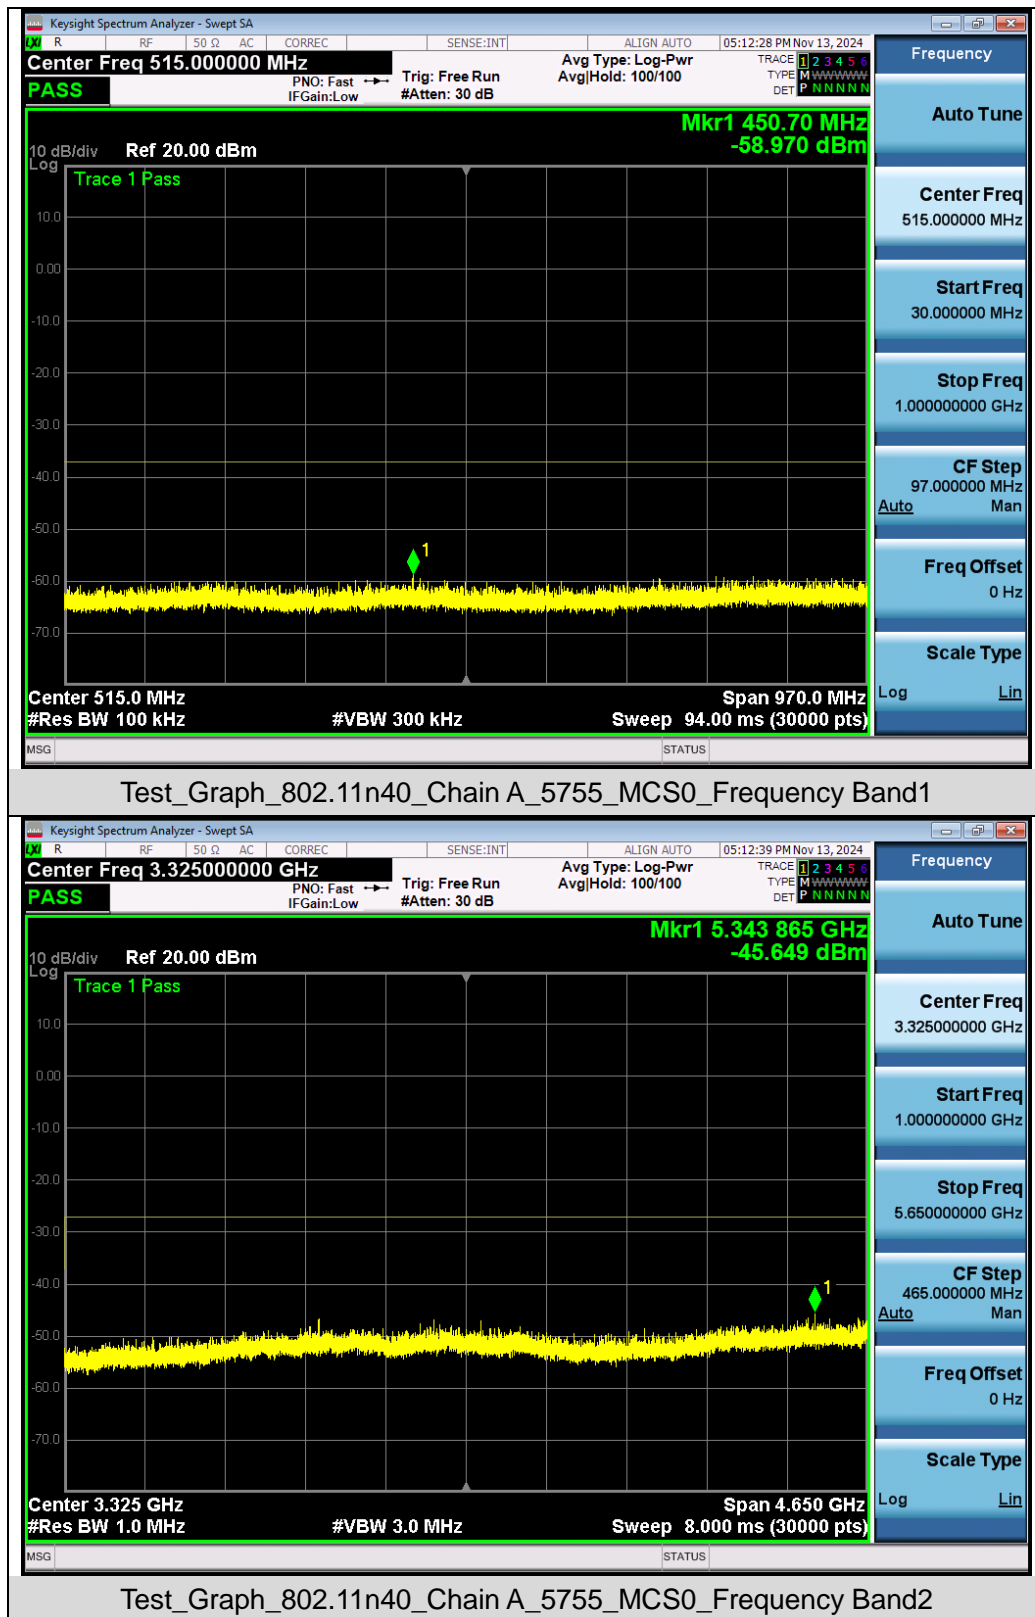 Keysight Spectrum Analyzer - Swept SA
LXI R RF 50 Ω AC CORREC SENSE:INT ALIGN AUTO 05:12:28 PM Nov 13, 2024
Center Freq 515.000000 MHz
PASS
PNO: Fast
IFGain:Low
Trig: Free Run
#Atten: 30 dB
Avg Type: Log-Pwr
Avg|Hold: 100/100
TRACE 1 2 3 4 5 6
TYPE M WWWWW
DET P N N N N N
Mkr1 450.70 MHz
-58.970 dBm
10 dB/div Ref 20.00 dBm
Log
Trace 1 Pass
10.0
0.00
-10.0
-20.0
-30.0
-40.0
-50.0
-60.0
-70.0
1
Center 515.0 MHz Span 970.0 MHz
#Res BW 100 kHz #VBW 300 kHz Sweep 94.00 ms (30000 pts)
MSG STATUS
Frequency
Auto Tune
Center Freq
515.000000 MHz
Start Freq
30.000000 MHz
Stop Freq
1.000000000 GHz
CF Step
97.000000 MHz
Auto Man
Freq Offset
0 Hz
Scale Type
Log Lin
Test_Graph_802.11n40_Chain A_5755_MCS0_Frequency Band1
Keysight Spectrum Analyzer - Swept SA
LXI R RF 50 Ω AC CORREC SENSE:INT ALIGN AUTO 05:12:39 PM Nov 13, 2024
Center Freq 3.325000000 GHz
PASS
PNO: Fast
IFGain:Low
Trig: Free Run
#Atten: 30 dB
Avg Type: Log-Pwr
Avg|Hold: 100/100
TRACE 1 2 3 4 5 6
TYPE M WWWWW
DET P N N N N N
Mkr1 5.343 865 GHz
-45.649 dBm
10 dB/div Ref 20.00 dBm
Log
Trace 1 Pass
10.0
0.00
-10.0
-20.0
-30.0
-40.0
-50.0
-60.0
-70.0
1
Center 3.325 GHz Span 4.650 GHz
#Res BW 1.0 MHz #VBW 3.0 MHz Sweep 8.000 ms (30000 pts)
MSG STATUS
Frequency
Auto Tune
Center Freq
3.325000000 GHz
Start Freq
1.000000000 GHz
Stop Freq
5.650000000 GHz
CF Step
465.000000 MHz
Auto Man
Freq Offset
0 Hz
Scale Type
Log Lin
Test_Graph_802.11n40_Chain A_5755_MCS0_Frequency Band2